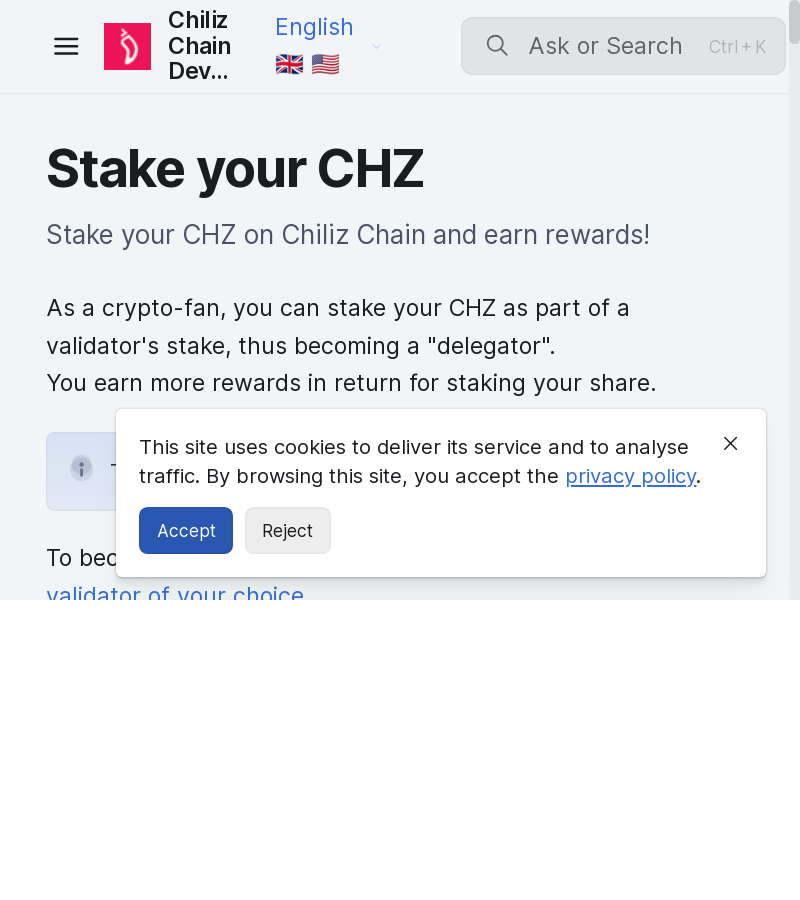 Chiliz
Chain
Dev...
English
Ask or Search
Ctrl + K
Stake your CHZ
Stake your CHZ on Chiliz Chain and earn rewards!
As a crypto-fan, you can stake your CHZ as part of a
validator's stake, thus becoming a "delegator".
You earn more rewards in return for staking your share.
This site uses cookies to deliver its service and to analyse
traffic. By browsing this site, you accept the privacy policy.
Accept
Reject
To
validator of your choice